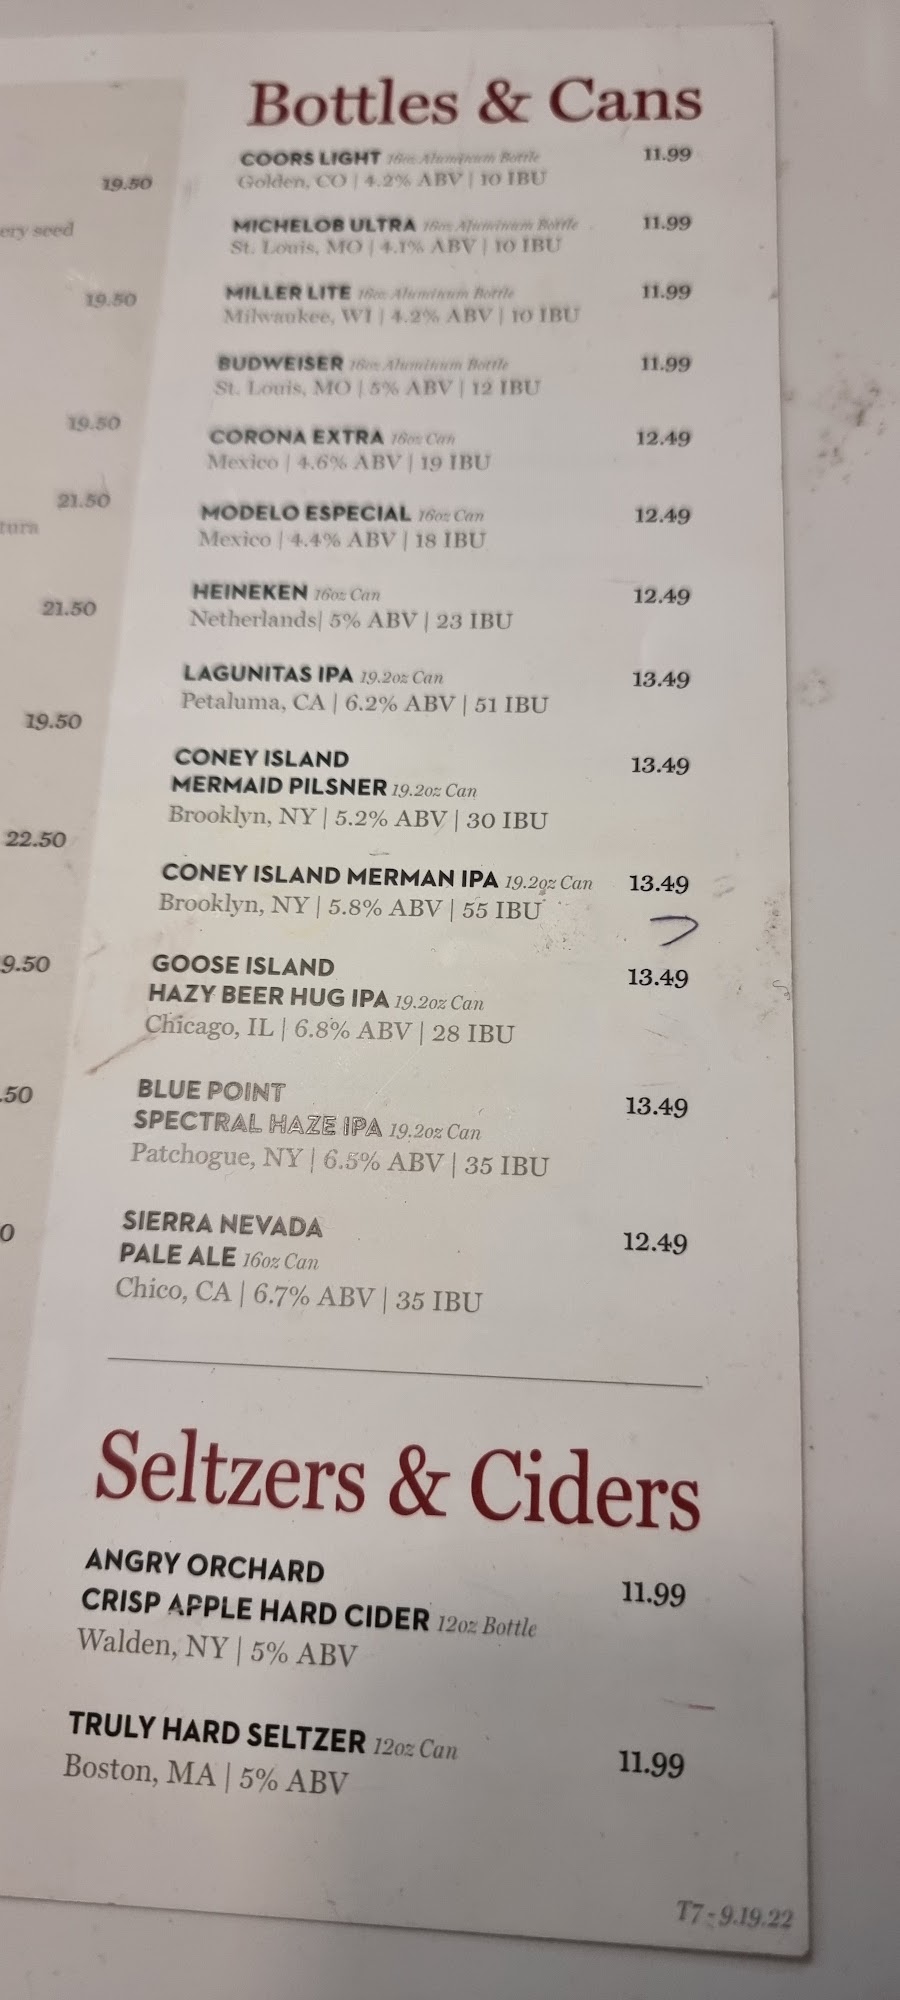 19.50
ery seed
19.50
19.50
21.50
tura
21.50
19.50
22.50
9.50
.50
0
Bottles & Cans
COORS LIGHT 16oz Aluminum Bottle 11.99
Golden, CO | 4.2% ABV | 10 IBU
MICHELOB ULTRA 16oz Aluminum Bottle 11.99
St. Louis, MO | 4.1% ABV | 10 IBU
MILLER LITE 16oz Aluminum Bottle 11.99
Milwaukee, WI | 4.2% ABV | 10 IBU
BUDWEISER 16oz Aluminum Bottle 11.99
St. Louis, MO | 5% ABV | 12 IBU
CORONA EXTRA 16oz Can 12.49
Mexico | 4.6% ABV | 19 IBU
MODELO ESPECIAL 16oz Can 12.49
Mexico | 4.4% ABV | 18 IBU
HEINEKEN 16oz Can 12.49
Netherlands| 5% ABV | 23 IBU
LAGUNITAS IPA 19.2oz Can 13.49
Petaluma, CA | 6.2% ABV | 51 IBU
CONEY ISLAND 13.49
MERMAID PILSNER 19.2oz Can
Brooklyn, NY | 5.2% ABV | 30 IBU
CONEY ISLAND MERMAN IPA 19.2oz Can 13.49
Brooklyn, NY | 5.8% ABV | 55 IBU
GOOSE ISLAND 13.49
HAZY BEER HUG IPA 19.2oz Can
Chicago, IL | 6.8% ABV | 28 IBU
BLUE POINT 13.49
SPECTRAL HAZE IPA 19.2oz Can
Patchogue, NY | 6.5% ABV | 35 IBU
SIERRA NEVADA 12.49
PALE ALE 16oz Can
Chico, CA | 6.7% ABV | 35 IBU
Seltzers & Ciders
ANGRY ORCHARD 11.99
CRISP APPLE HARD CIDER 12oz Bottle
Walden, NY | 5% ABV
TRULY HARD SELTZER 12oz Can 11.99
Boston, MA | 5% ABV
T7 - 9.19.22